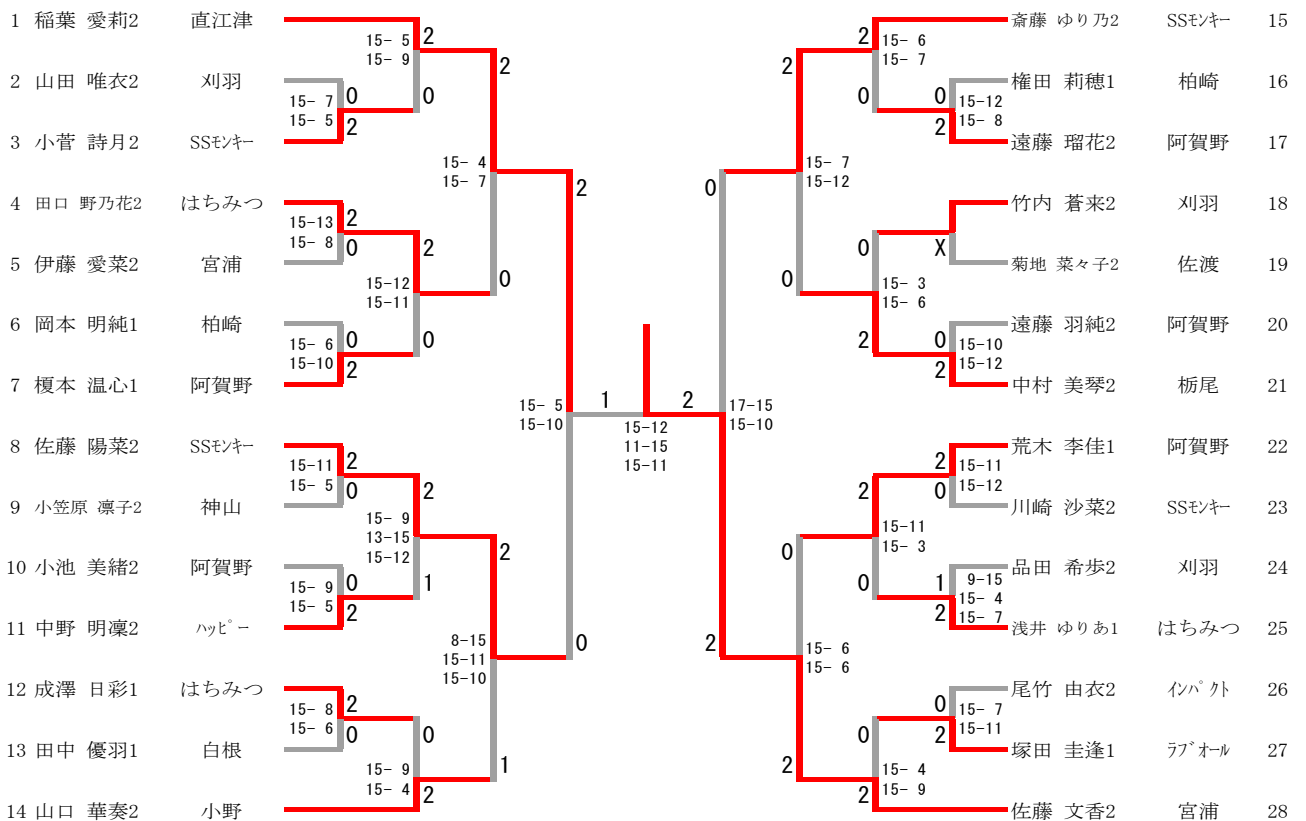 1 稲葉 愛莉2 直江津
15- 5 2
15- 9
2
2 山田 唯衣2 刈羽
0
15- 7 0
15- 5 2
3 小菅 詩月2 SSモンキー
15- 4
15- 7
2
4 田口 野乃花2 はちみつ
15-13 2
15- 8 0
2
5 伊藤 愛菜2 宮浦
15-12
15-11
0
6 岡本 明純1 柏崎
15- 6 0
15-10 2
0
7 榎本 温心1 阿賀野
15- 5
15-10
1
8 佐藤 陽菜2 SSモンキー
15-11 2
15- 5 0
2
9 小笠原 凛子2 神山
15- 9
13-15
15-12
2
10 小池 美緒2 阿賀野
15- 9 0
15- 5 2
1
11 中野 明凜2 ハッピー
8-15
15-11
15-10
0
12 成澤 日彩1 はちみつ
15- 8 2
15- 6 0
0
13 田中 優羽1 白根
15- 9
15- 4 2
1
14 山口 華奏2 小野
15-12
11-15
15-11
斎藤 ゆり乃2 SSモンキー 15
2 15- 6
15- 7
2
権田 莉穂1 柏崎 16
0
0 15-12
2 15- 8
遠藤 瑠花2 阿賀野 17
15- 7
15-12
0
竹内 蒼来2 刈羽 18
X
0
菊地 菜々子2 佐渡 19
15- 3
15- 6
0
遠藤 羽純2 阿賀野 20
0 15-10
2 15-12
2
中村 美琴2 栃尾 21
2
17-15
15-10
荒木 李佳1 阿賀野 22
2 15-11
0 15-12
2
川崎 沙菜2 SSモンキー 23
15-11
15- 3
0
品田 希歩2 刈羽 24
1 9-15
15- 4
2 15- 7
0
浅井 ゆりあ1 はちみつ 25
2
15- 6
15- 6
尾竹 由衣2 インパクト 26
0 15- 7
2 15-11
0
塚田 圭逢1 ラブオール 27
2
15- 4
2 15- 9
佐藤 文香2 宮浦 28